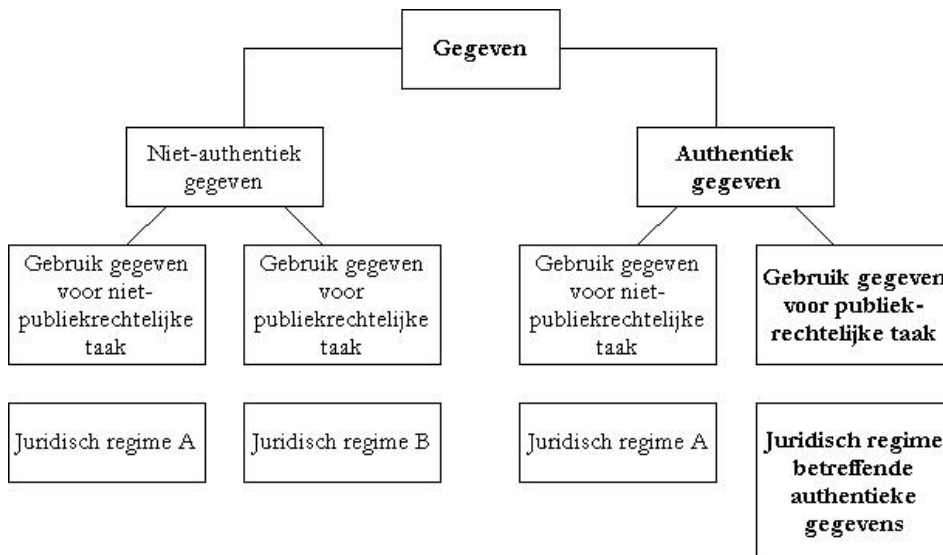 Gegeven
Niet-authentiek
gegeven
Authentiek
gegeven
Gebruik gegeven
voor niet-
publiekrechtelijke
taak
Gebruik gegeven
voor
publiekrechtelijke
taak
Gebruik gegeven
voor niet-
publiekrechtelijke
taak
Gebruik gegeven
voor publiek-
rechtelijke taak
Juridisch regime A
Juridisch regime B
Juridisch regime A
Juridisch regime
betreffende
authentieke
gegevens